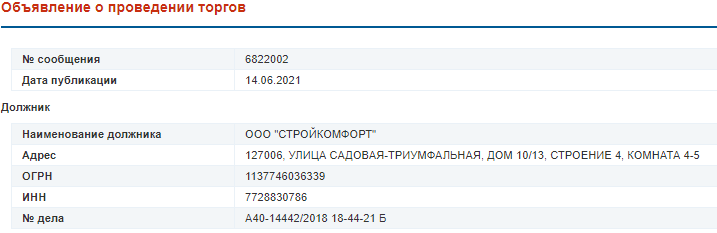 Объявление о проведении торгов
№ сообщения 6822002
Дата публикации 14.06.2021
Должник
Наименование должника ООО "СТРОЙКОМФОРТ"
Адрес 127006, УЛИЦА САДОВАЯ-ТРИУМФАЛЬНАЯ, ДОМ 10/13, СТРОЕНИЕ 4, КОМНАТА 4-5
ОГРН 1137746036339
ИНН 7728830786
№ дела А40-14442/2018 18-44-21 Б